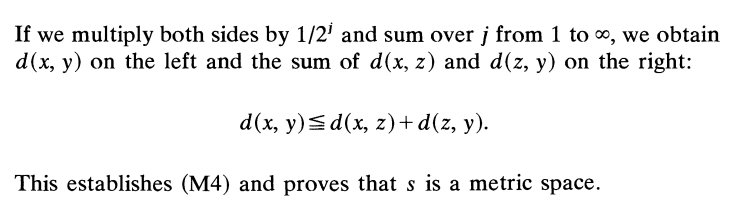 If we multiply both sides by 1/2^j and sum over j from 1 to ∞, we obtain
d(x, y) on the left and the sum of d(x, z) and d(z, y) on the right:
d(x, y)≦d(x, z)+d(z, y).
This establishes (M4) and proves that s is a metric space.